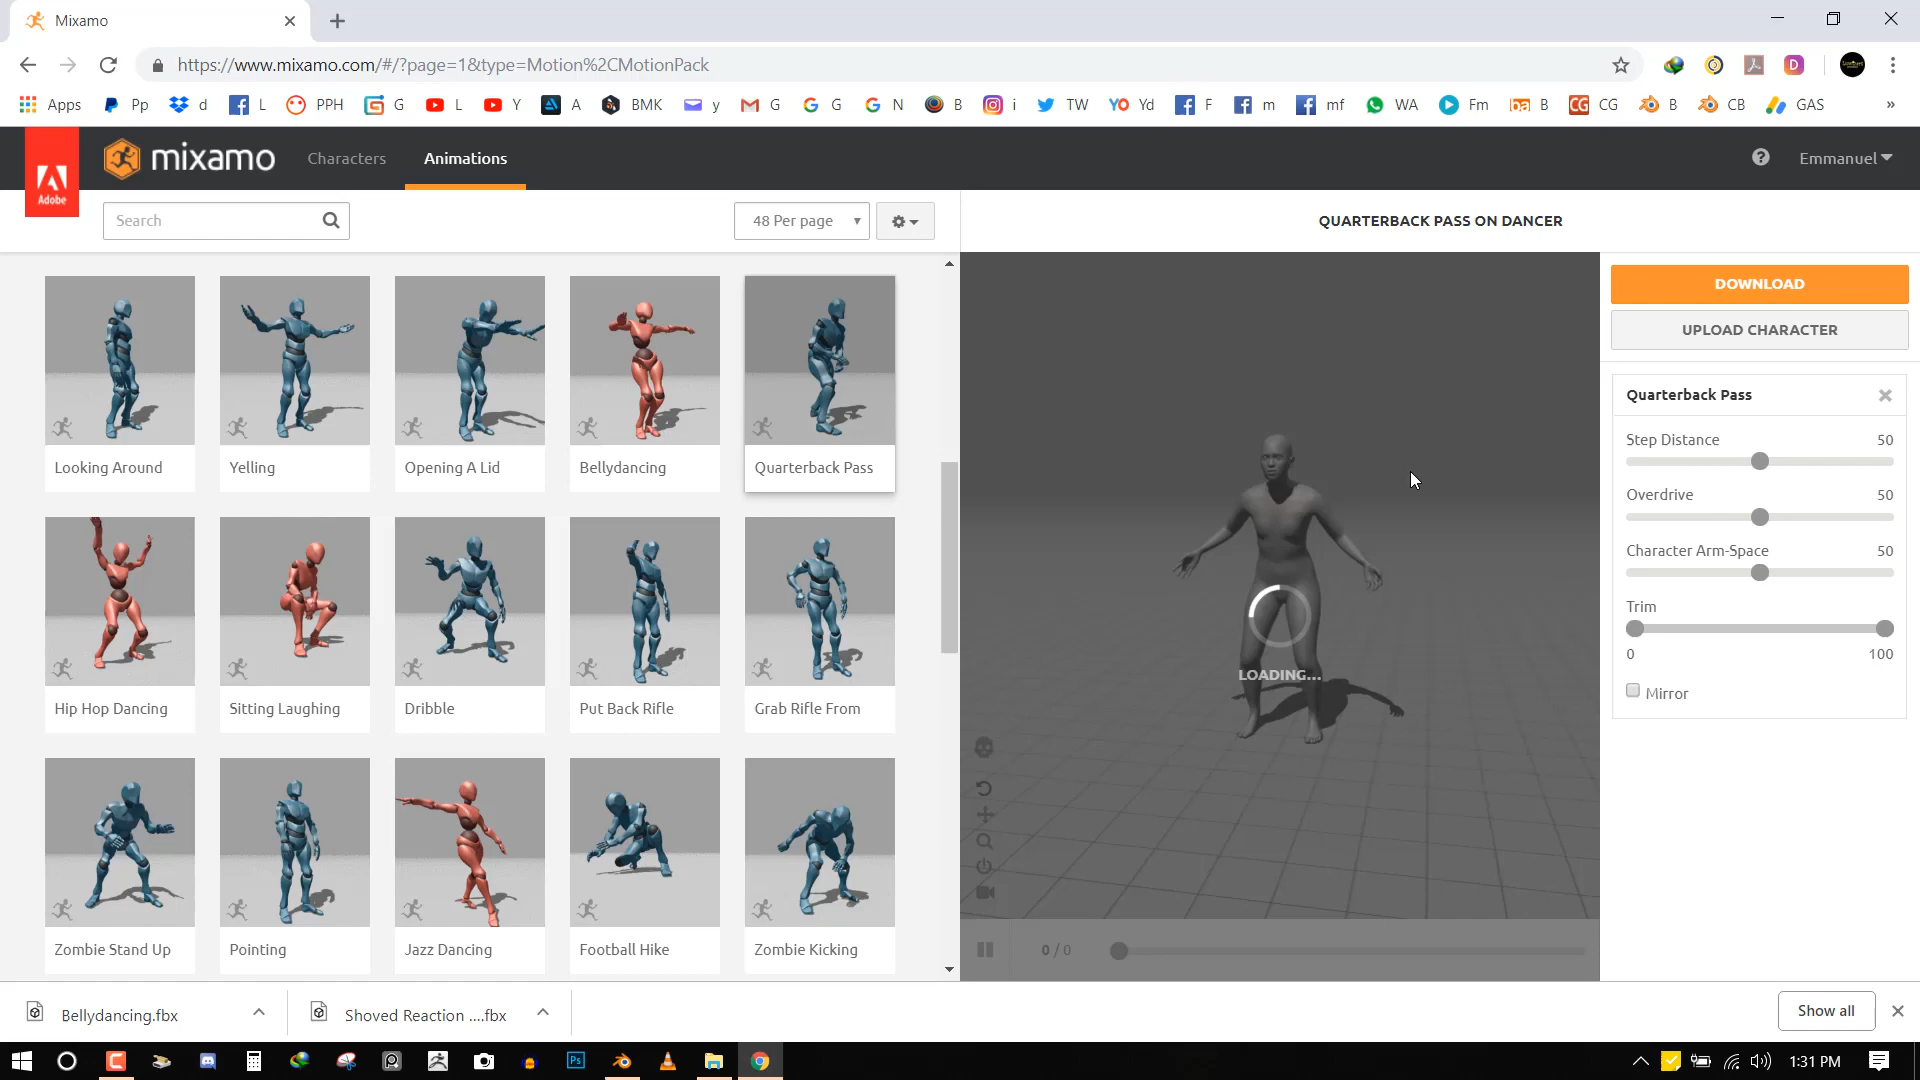 Mixamo
https://www.mixamo.com/#/?page=1&type=Motion%2CMotionPack
D
Apps Pp d L PPH G L Y A BMK y G G N B i TW YO Yd F m mf WA Fm ba B CG CG B CB GAS »
Adobe
mixamo Characters Animations Emmanuel
Search 48 Per page QUARTERBACK PASS ON DANCER
DOWNLOAD
UPLOAD CHARACTER
Looking Around Yelling Opening A Lid Bellydancing Quarterback Pass
Hip Hop Dancing Sitting Laughing Dribble Put Back Rifle Grab Rifle From
Zombie Stand Up Pointing Jazz Dancing Football Hike Zombie Kicking
LOADING...
0 / 0
Quarterback Pass
Step Distance 50
Overdrive 50
Character Arm-Space 50
Trim
0 100
Mirror
Bellydancing.fbx Shoved Reaction ....fbx Show all
Ps
1:31 PM